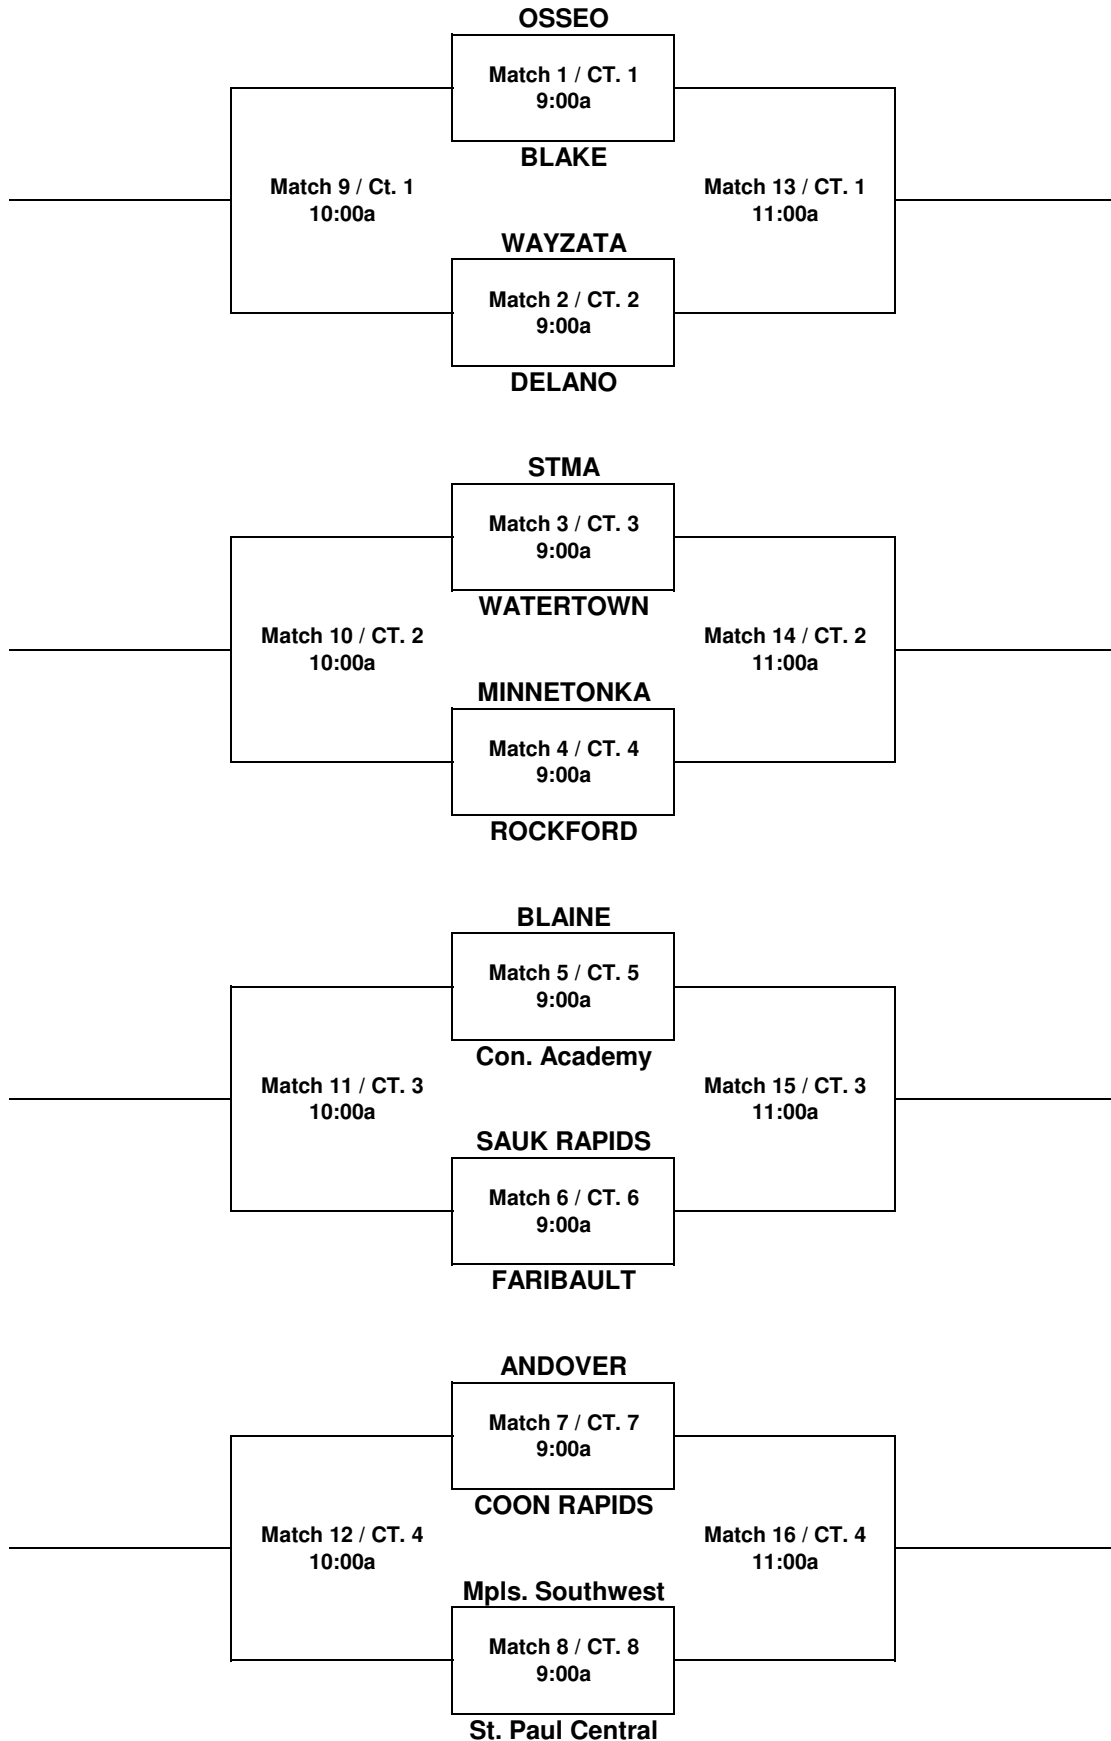 OSSEO
Match 1 / CT. 1
9:00a
BLAKE
Match 9 / Ct. 1
10:00a
Match 13 / CT. 1
11:00a
WAYZATA
Match 2 / CT. 2
9:00a
DELANO
STMA
Match 3 / CT. 3
9:00a
WATERTOWN
Match 10 / CT. 2
10:00a
Match 14 / CT. 2
11:00a
MINNETONKA
Match 4 / CT. 4
9:00a
ROCKFORD
BLAINE
Match 5 / CT. 5
9:00a
Con. Academy
Match 11 / CT. 3
10:00a
Match 15 / CT. 3
11:00a
SAUK RAPIDS
Match 6 / CT. 6
9:00a
FARIBAULT
ANDOVER
Match 7 / CT. 7
9:00a
COON RAPIDS
Match 12 / CT. 4
10:00a
Match 16 / CT. 4
11:00a
Mpls. Southwest
Match 8 / CT. 8
9:00a
St. Paul Central